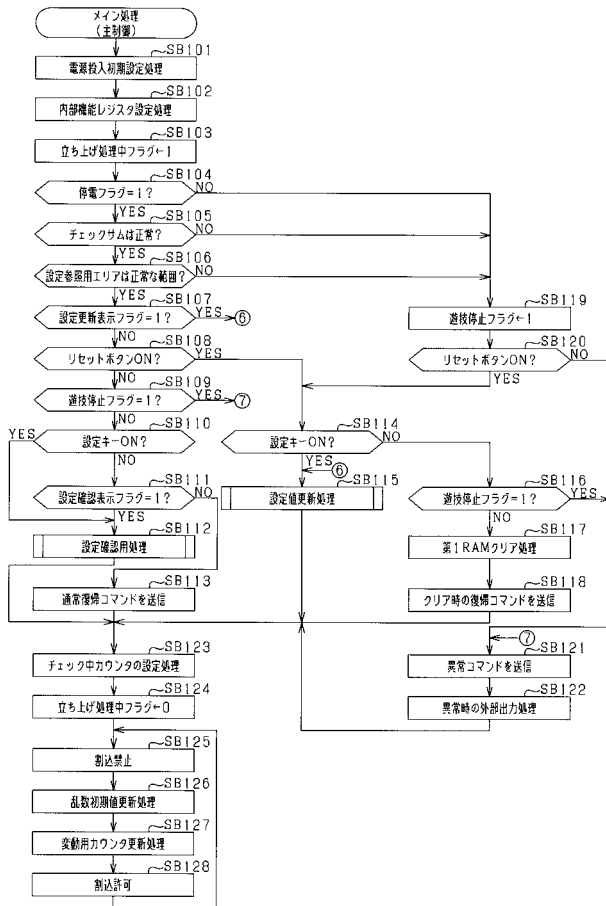 メイン処理
(主制御)
SB101
電源投入初期設定処理
SB102
内部機能レジスタ設定処理
SB103
立ち上げ処理中フラグ←1
SB104
停電フラグ=1?
NO
YES
SB105
チェックサムは正常?
NO
YES
SB106
設定参照用エリアは正常な範囲?
NO
YES
SB107
設定更新表示フラグ=1?
YES
⑥
NO
SB108
リセットボタンON?
YES
NO
SB109
遊技停止フラグ=1?
YES
⑦
NO
SB110
YES
設定キーON?
NO
SB111
設定確認表示フラグ=1?
NO
YES
SB112
設定確認用処理
SB113
通常復帰コマンドを送信
SB114
設定キーON?
NO
YES
⑥
SB115
設定値更新処理
SB119
遊技停止フラグ←1
SB120
リセットボタンON?
NO
YES
SB116
遊技停止フラグ=1?
YES
NO
SB117
第1RAMクリア処理
SB118
クリア時の復帰コマンドを送信
⑦
SB121
異常コマンドを送信
SB122
異常時の外部出力処理
SB123
チェック中カウンタの設定処理
SB124
立ち上げ処理中フラグ←0
SB125
割込禁止
SB126
乱数初期値更新処理
SB127
変動用カウンタ更新処理
SB128
割込許可